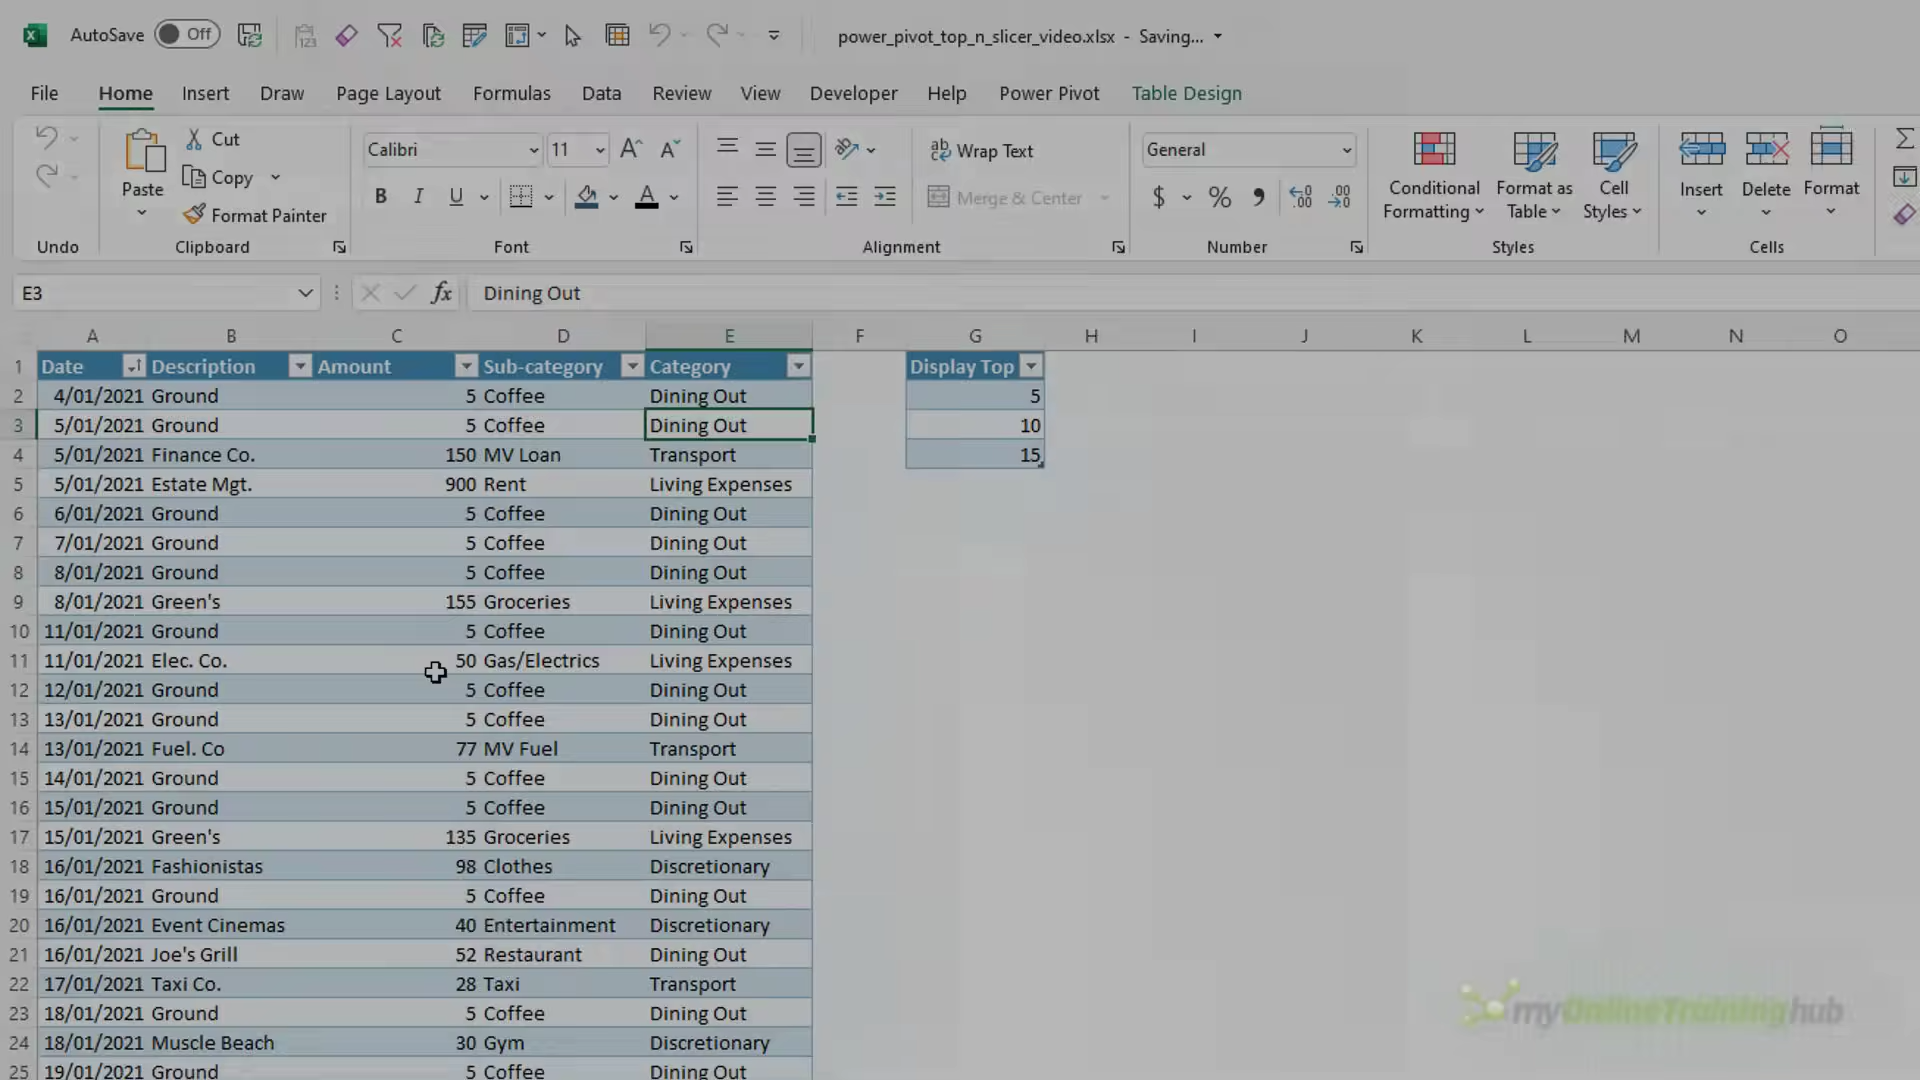 AutoSave Off power_pivot_top_n_slicer_video.xlsx - Saving...
File Home Insert Draw Page Layout Formulas Data Review View Developer Help Power Pivot Table Design
Paste Cut Copy Format Painter
Calibri 11
B I U A
Wrap Text
Merge & Center
General
$ % 9
Conditional Formatting Format as Table Cell Styles
Insert Delete Format
Undo Clipboard Font Alignment Number Styles Cells
E3 fx Dining Out
A B C D E F G H I J K L M N O
1 Date Description Amount Sub-category Category Display Top
2 4/01/2021 Ground 5 Coffee Dining Out 5
3 5/01/2021 Ground 5 Coffee Dining Out 10
4 5/01/2021 Finance Co. 150 MV Loan Transport 15
5 5/01/2021 Estate Mgt. 900 Rent Living Expenses
6 6/01/2021 Ground 5 Coffee Dining Out
7 7/01/2021 Ground 5 Coffee Dining Out
8 8/01/2021 Ground 5 Coffee Dining Out
9 8/01/2021 Green's 155 Groceries Living Expenses
10 11/01/2021 Ground 5 Coffee Dining Out
11 11/01/2021 Elec. Co. 50 Gas/Electrics Living Expenses
12 12/01/2021 Ground 5 Coffee Dining Out
13 13/01/2021 Ground 5 Coffee Dining Out
14 13/01/2021 Fuel. Co 77 MV Fuel Transport
15 14/01/2021 Ground 5 Coffee Dining Out
16 15/01/2021 Ground 5 Coffee Dining Out
17 15/01/2021 Green's 135 Groceries Living Expenses
18 16/01/2021 Fashionistas 98 Clothes Discretionary
19 16/01/2021 Ground 5 Coffee Dining Out
20 16/01/2021 Event Cinemas 40 Entertainment Discretionary
21 16/01/2021 Joe's Grill 52 Restaurant Dining Out
22 17/01/2021 Taxi Co. 28 Taxi Transport
23 18/01/2021 Ground 5 Coffee Dining Out
24 18/01/2021 Muscle Beach 30 Gym Discretionary
25 19/01/2021 Ground 5 Coffee Dining Out
myOnlineTraininghub